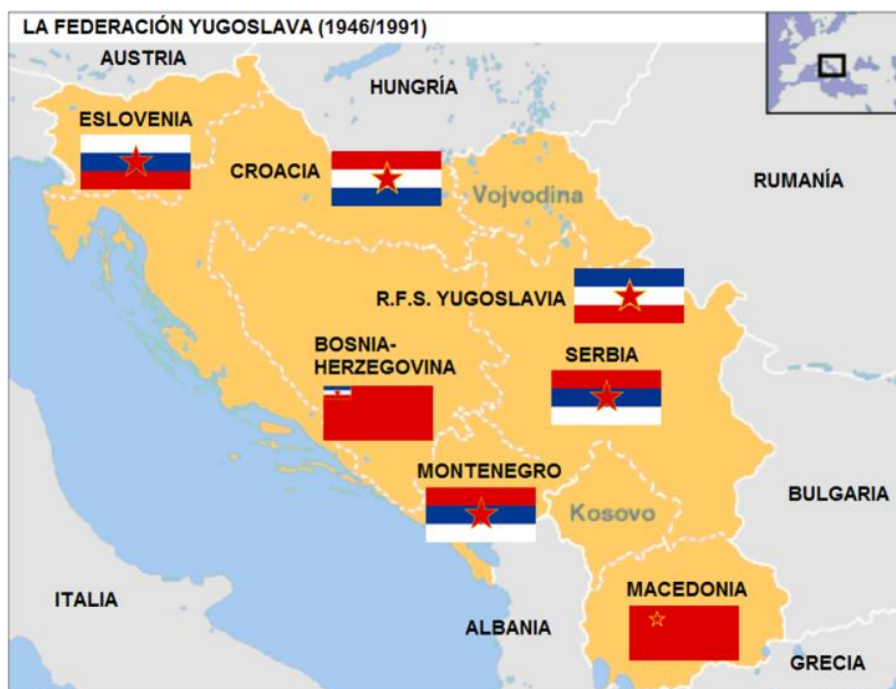 LA FEDERACIÓN YUGOSLAVA (1946/1991)
AUSTRIA
HUNGRÍA
ESLOVENIA
CROACIA
Vojvodina
RUMANÍA
R.F.S. YUGOSLAVIA
BOSNIA-
HERZEGOVINA
SERBIA
MONTENEGRO
Kosovo
BULGARIA
MACEDONIA
ITALIA
ALBANIA
GRECIA